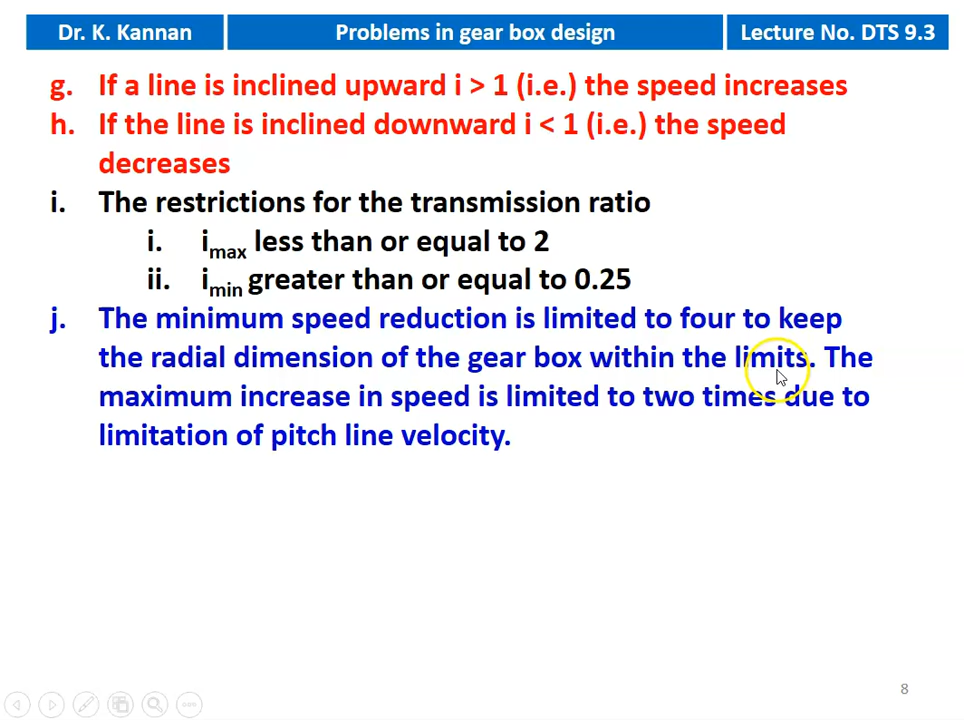 Dr. K. Kannan
Problems in gear box design
Lecture No. DTS 9.3
g. If a line is inclined upward i > 1 (i.e.) the speed increases
h. If the line is inclined downward i < 1 (i.e.) the speed
decreases
i. The restrictions for the transmission ratio
i. imax less than or equal to 2
ii. imin greater than or equal to 0.25
j. The minimum speed reduction is limited to four to keep
the radial dimension of the gear box within the limits. The
maximum increase in speed is limited to two times due to
limitation of pitch line velocity.
8